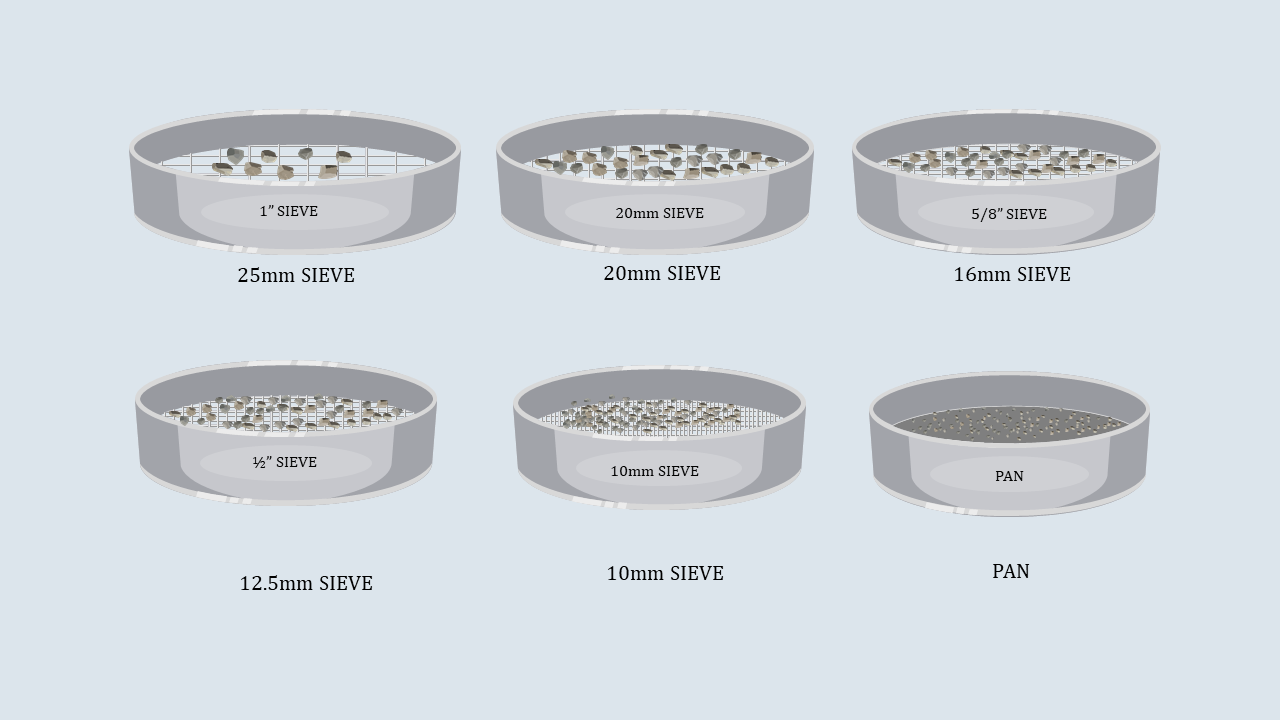 1” SIEVE
20mm SIEVE
5/8” SIEVE
25mm SIEVE
20mm SIEVE
16mm SIEVE
½” SIEVE
10mm SIEVE
PAN
12.5mm SIEVE
10mm SIEVE
PAN